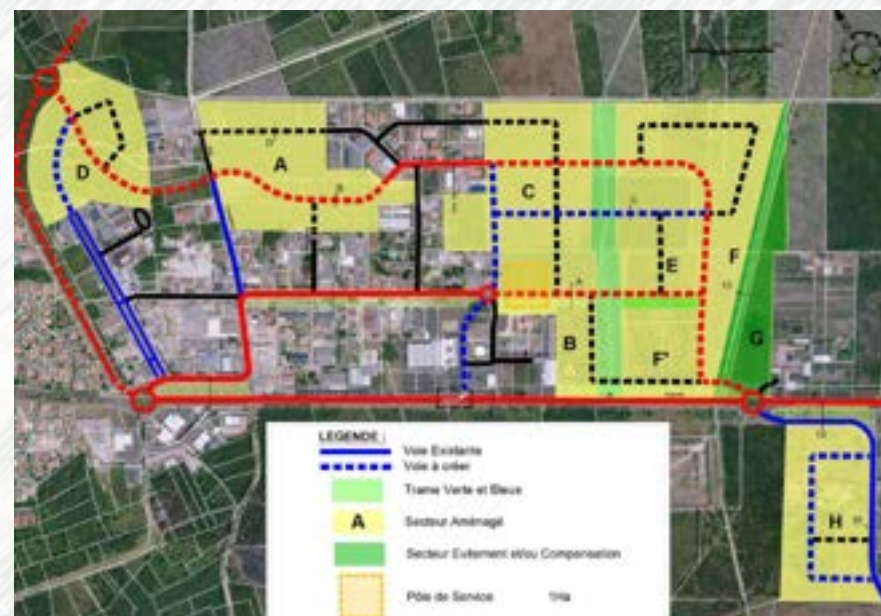 D
A
C
E
F
B
F'
G
H
LEGENDE :
Voie Existante
Voie à créer
Trame Verte et Bleue
A Secteur Aménagé
Secteur Evitement et/ou Compensation
Pôle de Service 1Ha